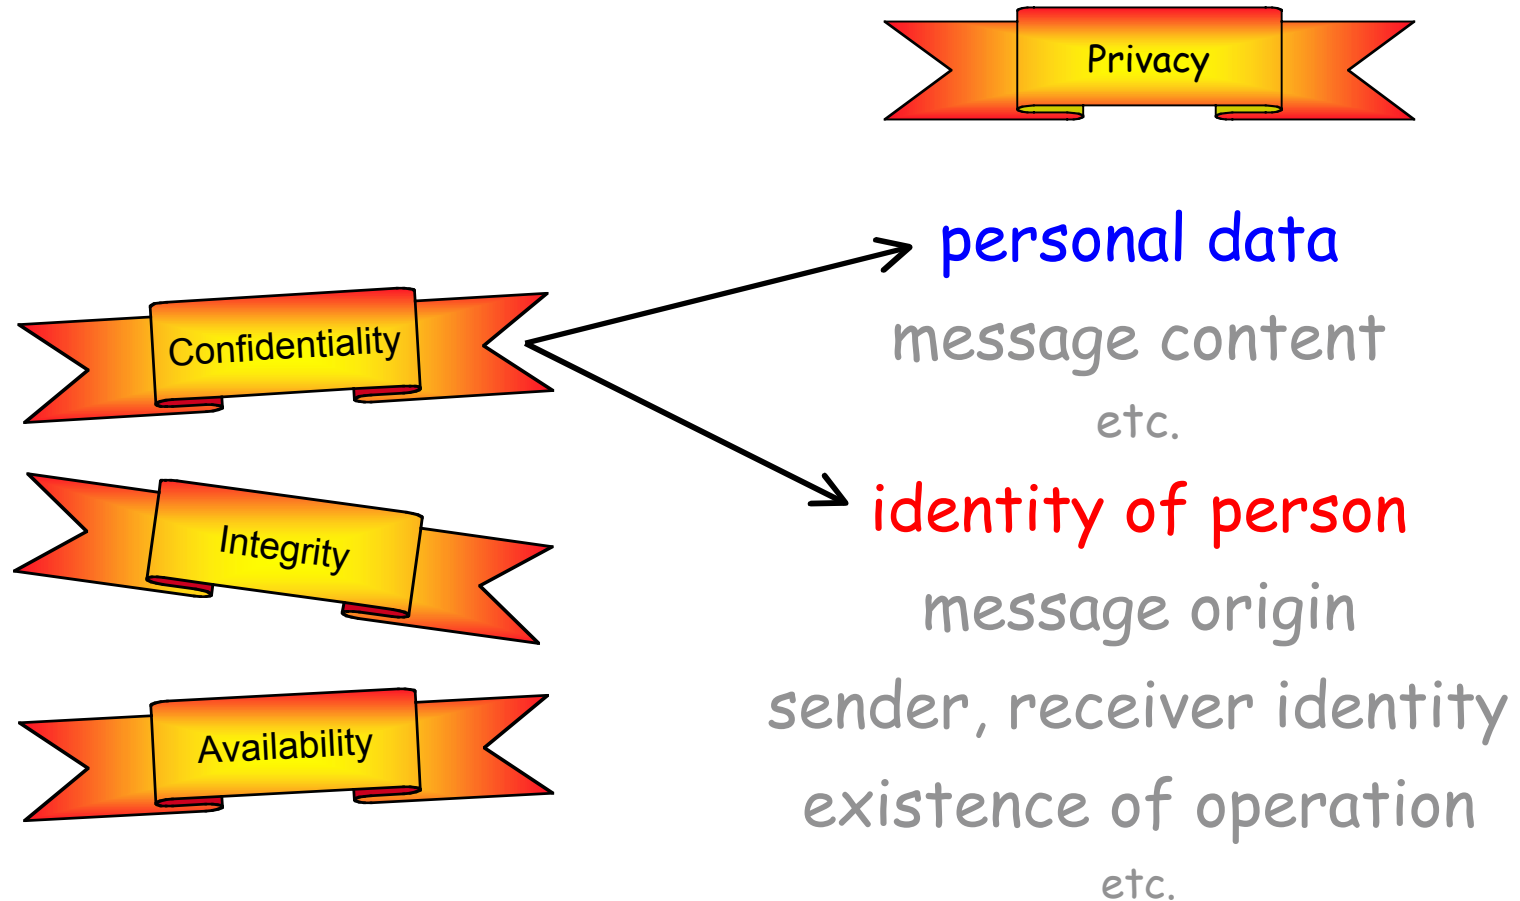 Privacy
Confidentiality
Integrity
Availability
personal data
message content
etc.
identity of person
message origin
sender, receiver identity
existence of operation
etc.